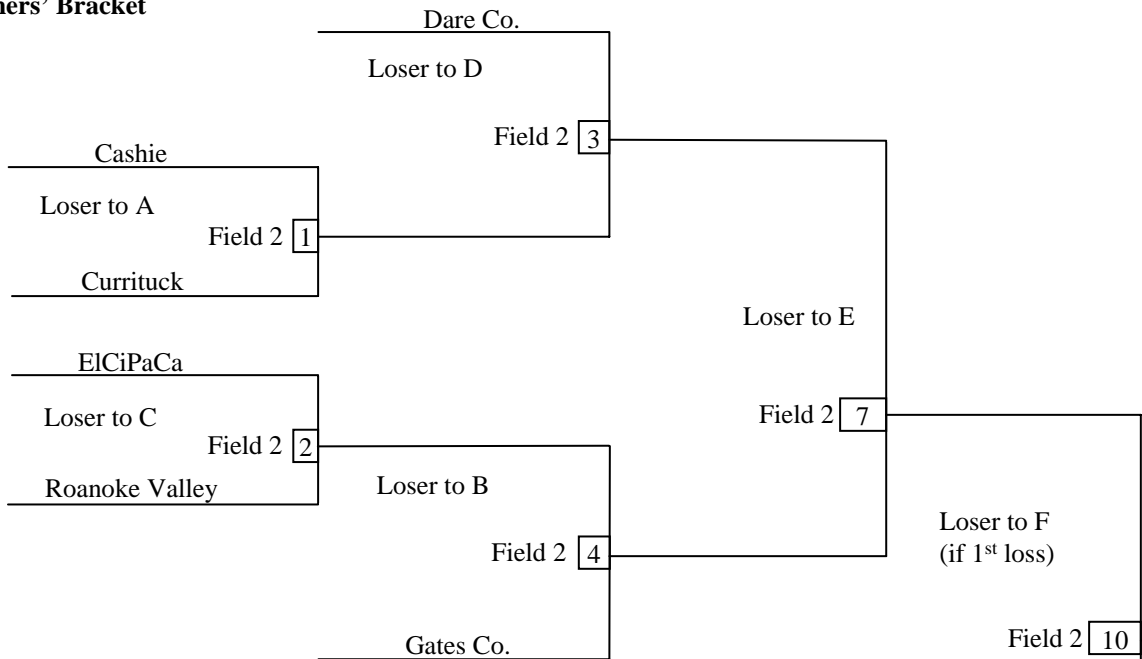 ners’ Bracket
Dare Co.
Loser to D
Field 2 3
Cashie
Loser to A
Field 2 1
Currituck
Loser to E
ElCiPaCa
Loser to C
Field 2 7
Field 2 2
Roanoke Valley
Loser to B
Loser to F
(if 1st loss)
Field 2 4
Gates Co.
Field 2 10